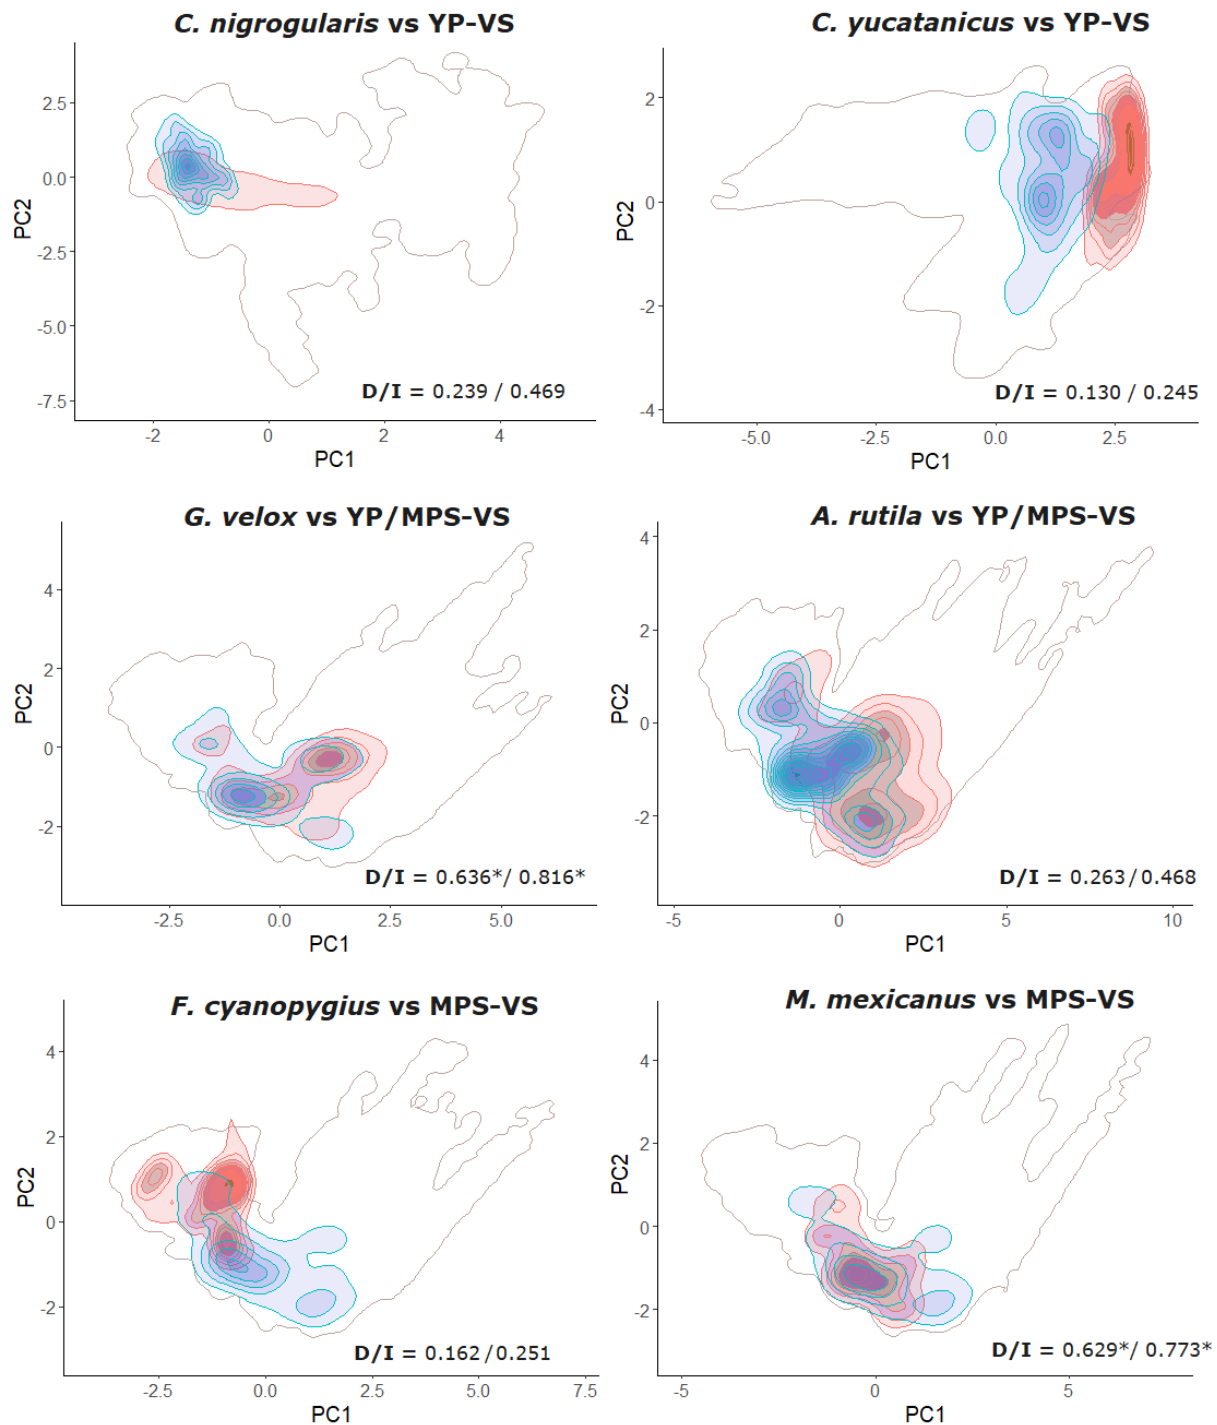 C. nigrogularis vs YP-VS
PC2
2.5
0.0
-2.5
-5.0
-7.5
D/I = 0.239 / 0.469
-2
0
2
4
PC1
C. yucatanicus vs YP-VS
PC2
2
0
-2
-4
D/I = 0.130 / 0.245
-5.0
-2.5
0.0
2.5
PC1
G. velox vs YP/MPS-VS
PC2
4
2
0
-2
D/I = 0.636*/ 0.816*
-2.5
0.0
2.5
5.0
PC1
A. rutila vs YP/MPS-VS
PC2
4
2
0
-2
D/I = 0.263/0.468
-5
0
5
10
PC1
F. cyanopygius vs MPS-VS
PC2
4
2
0
-2
D/I = 0.162/0.251
-2.5
0.0
2.5
5.0
7.5
PC1
M. mexicanus vs MPS-VS
PC2
4
2
0
-2
D/I = 0.629*/ 0.773*
-5
0
5
PC1